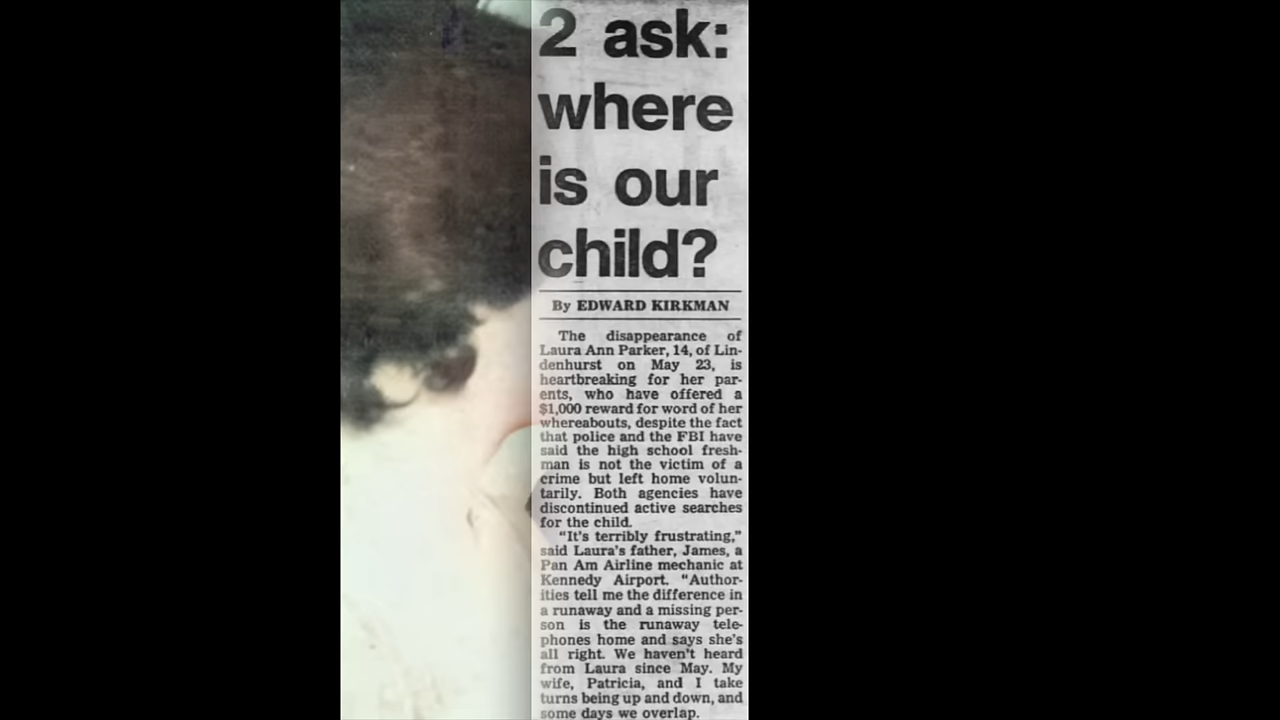 2 ask:
where
is our
child?
By EDWARD KIRKMAN
The disappearance of
Laura Ann Parker, 14, of Lin-
denhurst on May 23, is
heartbreaking for her par-
ents, who have offered a
$1,000 reward for word of her
whereabouts, despite the fact
that police and the FBI have
said the high school fresh-
man is not the victim of a
crime but left home volun-
tarily. Both agencies have
discontinued active searches
for the child.
"It's terribly frustrating,"
said Laura's father, James, a
Pan Am Airline mechanic at
Kennedy Airport. "Author-
ities tell me the difference in
a runaway and a missing per-
son is the runaway tele-
phones home and says she's
all right. We haven't heard
from Laura since May. My
wife, Patricia, and I take
turns being up and down, and
some days we overlap.